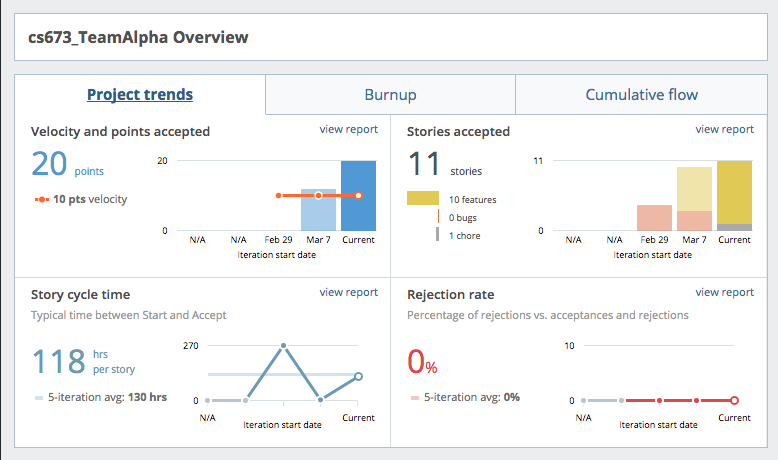 cs673_TeamAlpha Overview
Project trends
Burnup
Cumulative flow
Velocity and points accepted
view report
20 points
10 pts velocity
20
0
N/A N/A Feb 29 Mar 7 Current
Iteration start date
Stories accepted
view report
11 stories
10 features
0 bugs
1 chore
11
0
N/A N/A Feb 29 Mar 7 Current
Iteration start date
Story cycle time
view report
Typical time between Start and Accept
118 hrs
per story
5-iteration avg: 130 hrs
270
0
N/A Current
Iteration start date
Rejection rate
view report
Percentage of rejections vs. acceptances and rejections
0%
5-iteration avg: 0%
10
0
N/A Current
Iteration start date